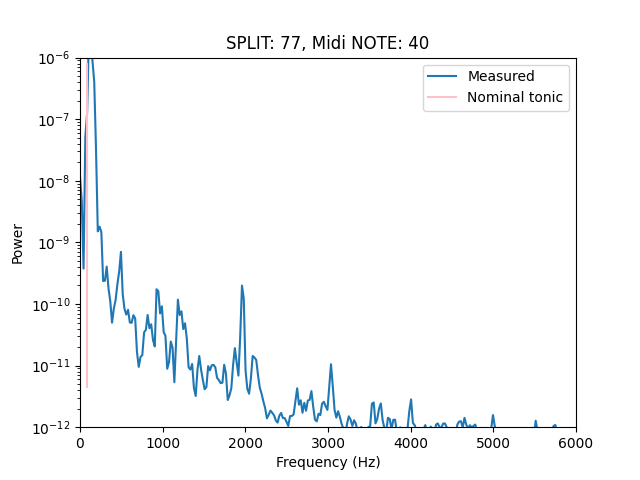 SPLIT: 77, Midi NOTE: 40
Measured
Nominal tonic
Power
10⁻⁶
10⁻⁷
10⁻⁸
10⁻⁹
10⁻¹⁰
10⁻¹¹
10⁻¹²
0 1000 2000 3000 4000 5000 6000
Frequency (Hz)